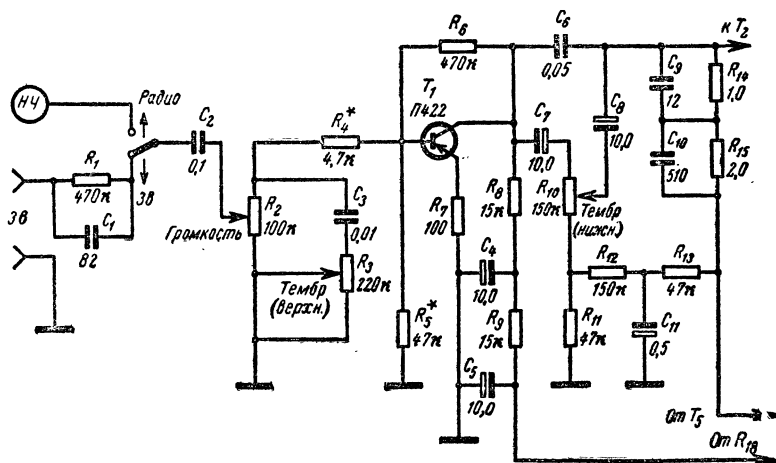 НЧ
Радио
Зв
R1
470к
C1
82
Зв
C2
0,1
Громкость
R2
100к
R4*
4,7к
C3
0,01
R3
220к
Тембр
(верхн.)
R5*
47к
R6
470к
T1
П422
R7
100
C4
10,0
C5
10,0
R8
15к
R9
15к
C6
0,05
C7
10,0
C8
10,0
R10
150к
Тембр
(нижн.)
R11
47к
R12
150к
C11
0,5
R13
47к
C9
12
C10
510
к T2
R14
1,0
R15
2,0
От T5
От R18